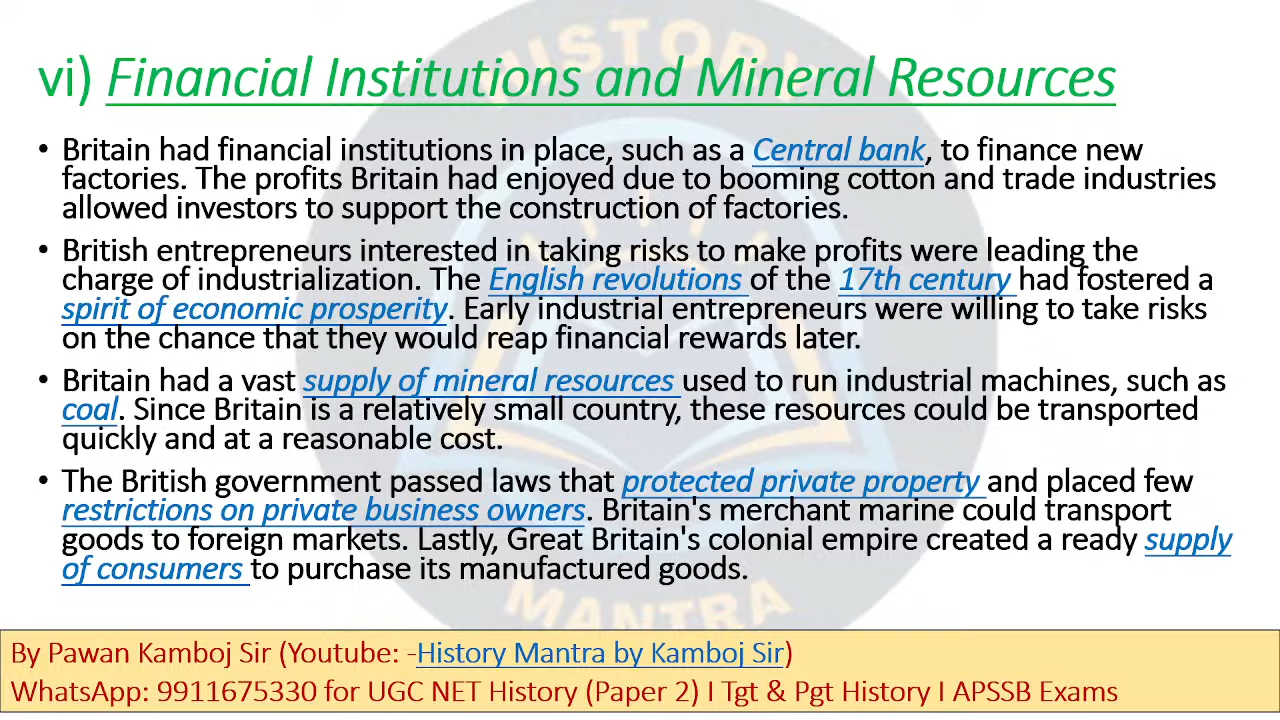 HISTORY
vi) Financial Institutions and Mineral Resources
• Britain had financial institutions in place, such as a Central bank, to finance new
factories. The profits Britain had enjoyed due to booming cotton and trade industries
allowed investors to support the construction of factories.
• British entrepreneurs interested in taking risks to make profits were leading the
charge of industrialization. The English revolutions of the 17th century had fostered a
spirit of economic prosperity. Early industrial entrepreneurs were willing to take risks
on the chance that they would reap financial rewards later.
• Britain had a vast supply of mineral resources used to run industrial machines, such as
coal. Since Britain is a relatively small country, these resources could be transported
quickly and at a reasonable cost.
• The British government passed laws that protected private property and placed few
restrictions on private business owners. Britain's merchant marine could transport
goods to foreign markets. Lastly, Great Britain's colonial empire created a ready supply
of consumers to purchase its manufactured goods.
MANTRA
By Pawan Kamboj Sir (Youtube: -History Mantra by Kamboj Sir)
WhatsApp: 9911675330 for UGC NET History (Paper 2) I Tgt & Pgt History I APSSB Exams